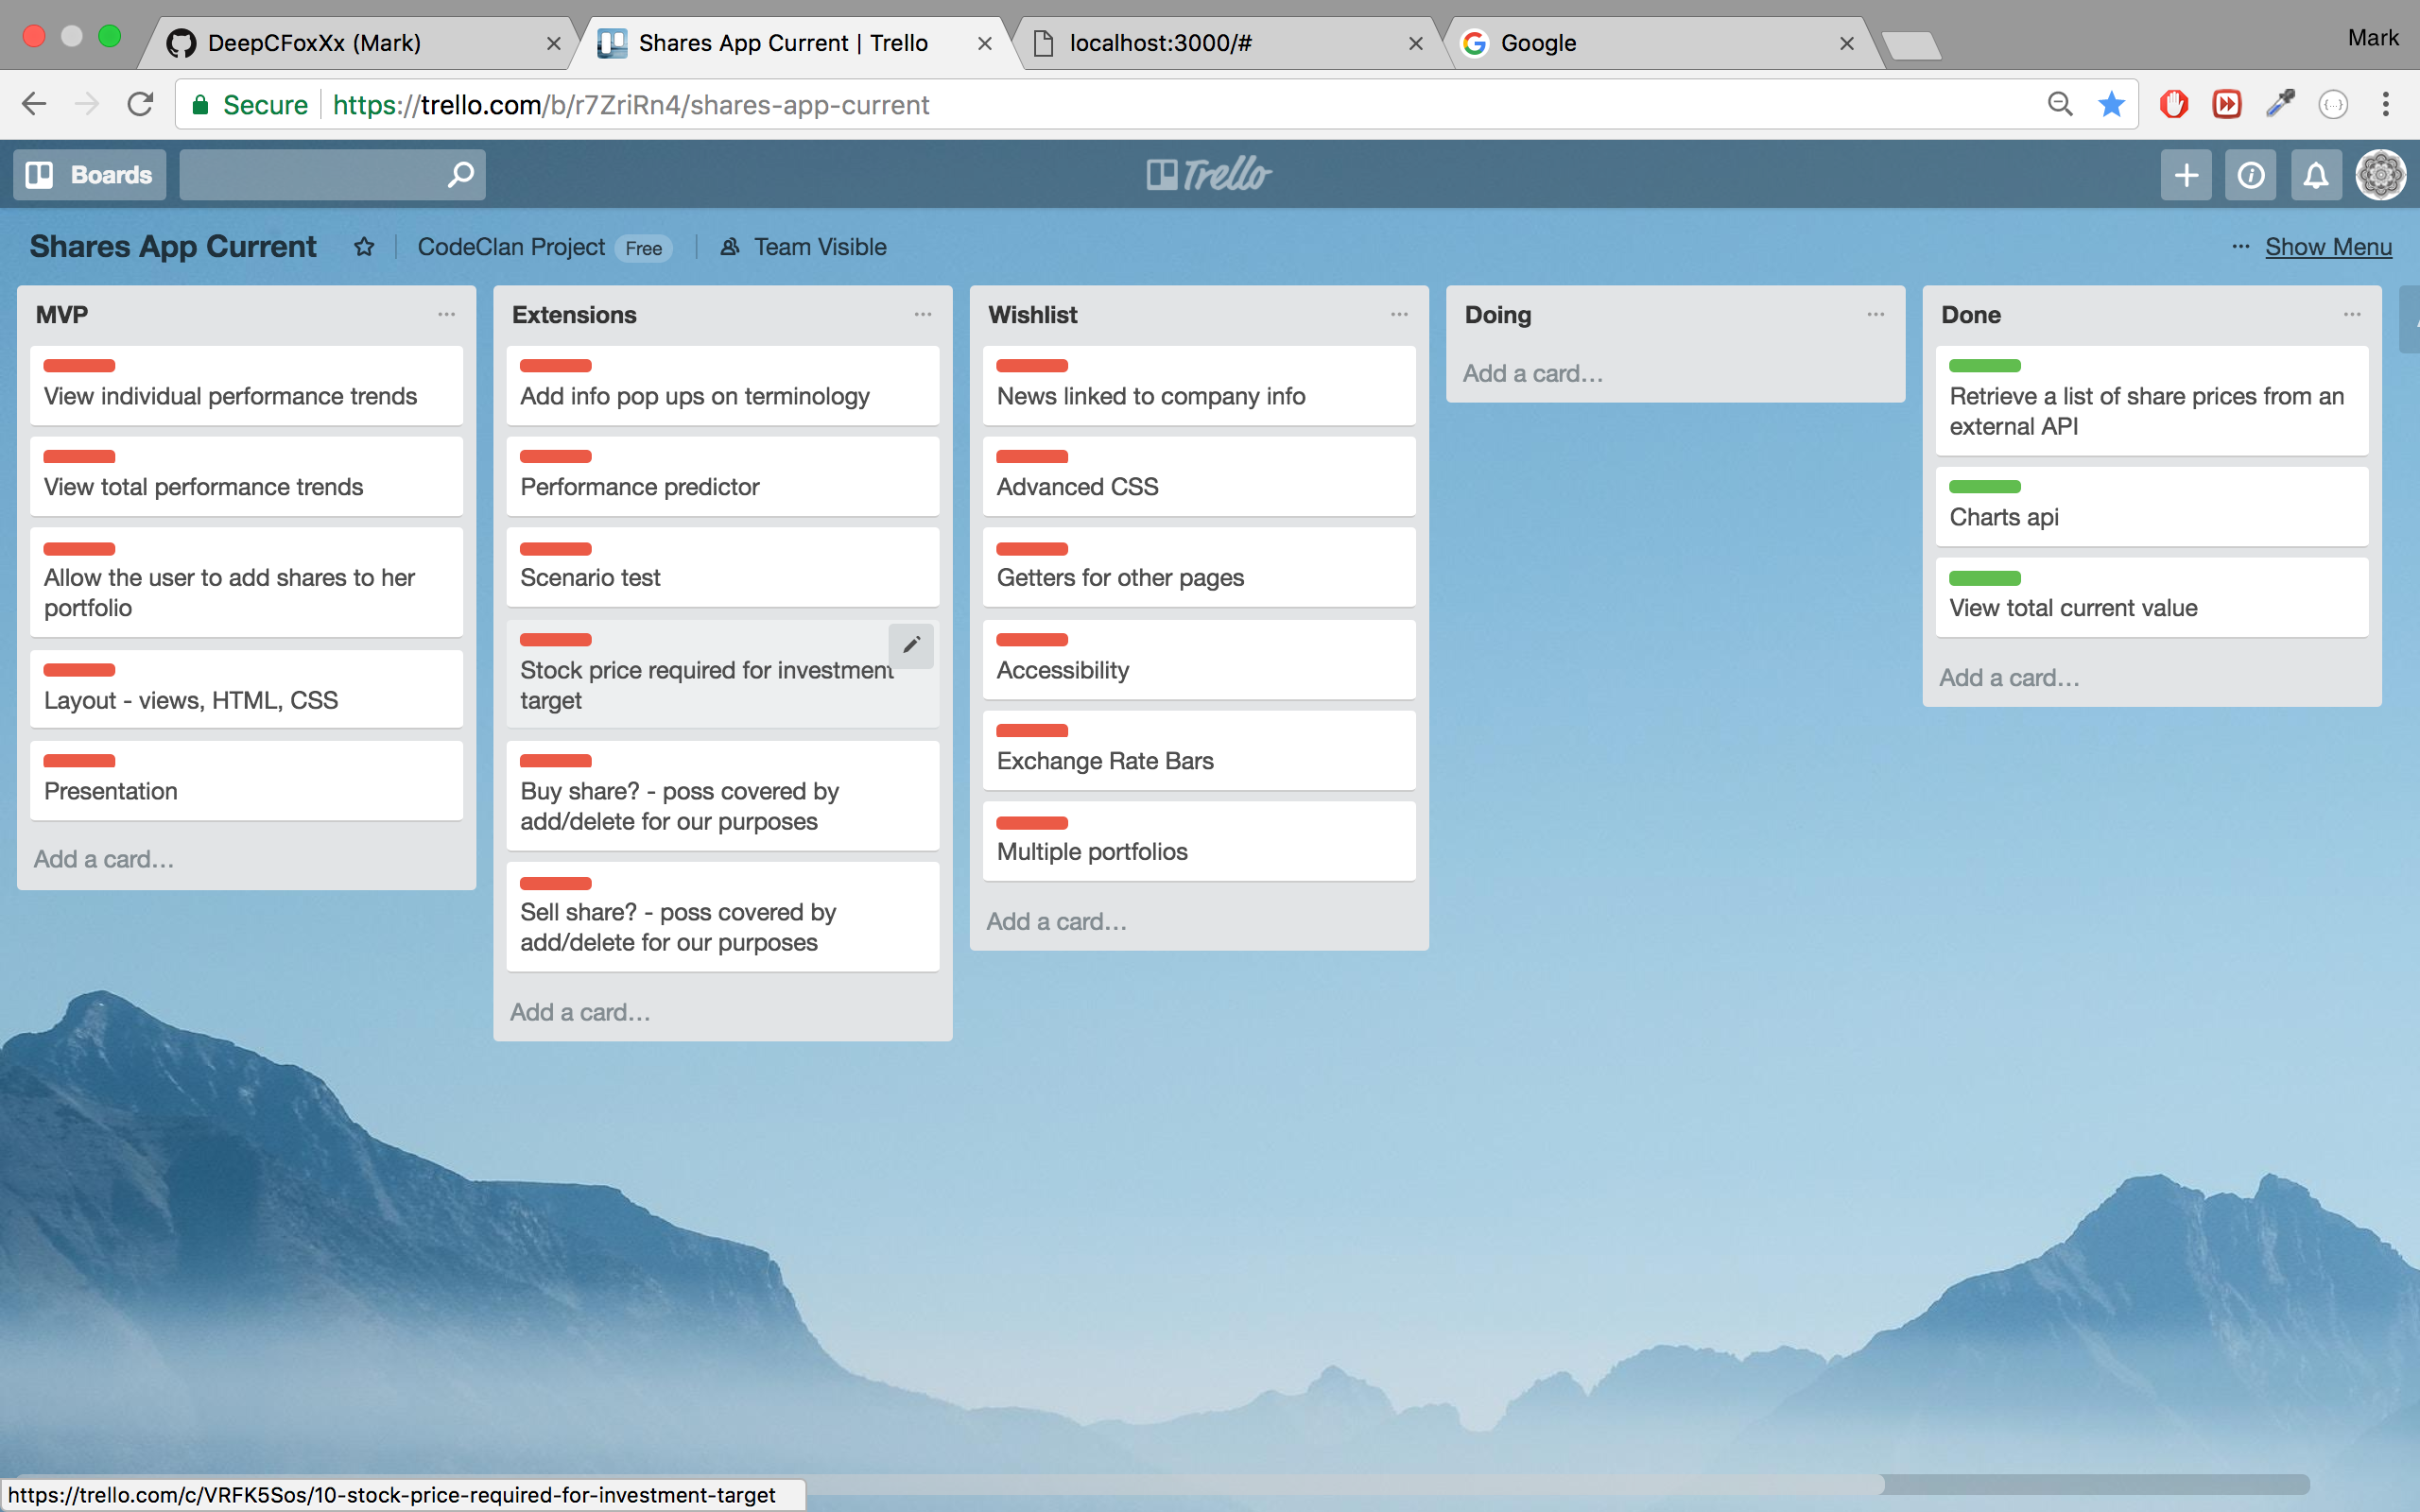 DeepCFoxXx (Mark)
Shares App Current | Trello
localhost:3000/#
Google
Mark
Secure
https://trello.com/b/r7ZriRn4/shares-app-current
Boards
Trello
Shares App Current
CodeClan Project
Free
Team Visible
... Show Menu
MVP
View individual performance trends
View total performance trends
Allow the user to add shares to her
portfolio
Layout - views, HTML, CSS
Presentation
Add a card...
Extensions
Add info pop ups on terminology
Performance predictor
Scenario test
Stock price required for investment
target
Buy share? - poss covered by
add/delete for our purposes
Sell share? - poss covered by
add/delete for our purposes
Add a card...
Wishlist
News linked to company info
Advanced CSS
Getters for other pages
Accessibility
Exchange Rate Bars
Multiple portfolios
Add a card...
Doing
Add a card...
Done
Retrieve a list of share prices from an
external API
Charts api
View total current value
Add a card...
https://trello.com/c/VRFK5Sos/10-stock-price-required-for-investment-target